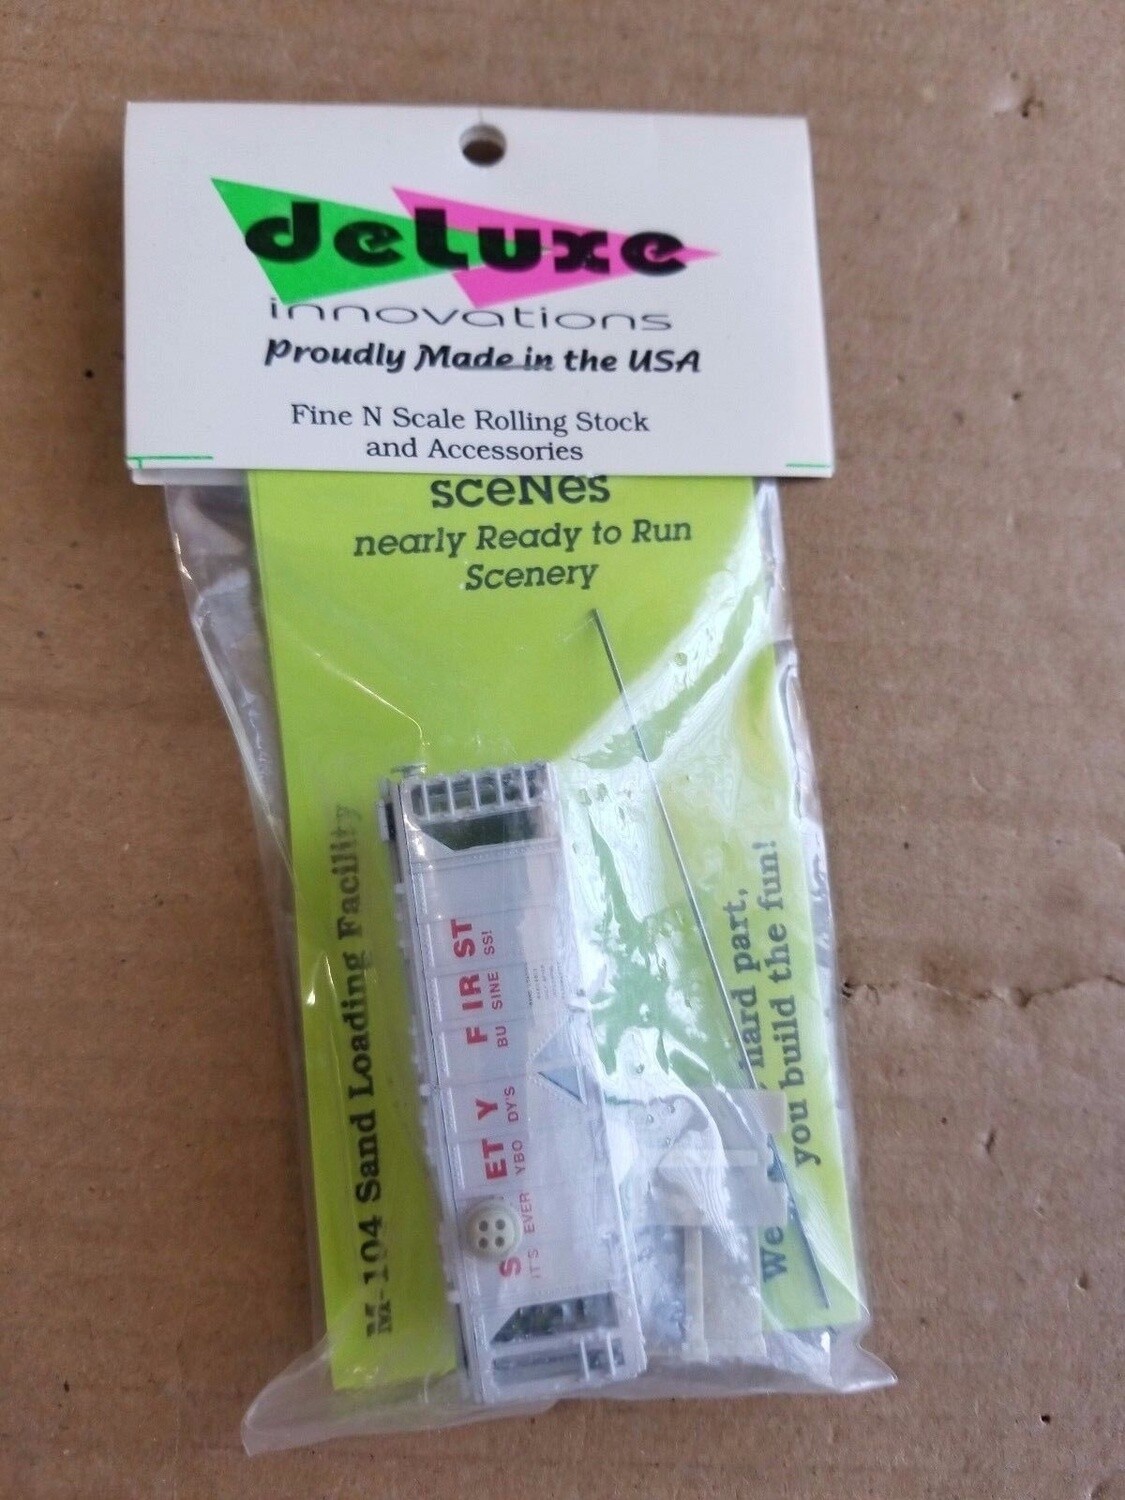 deLuxe
innovations
Proudly Made in the USA
Fine N Scale Rolling Stock
and Accessories
sceNes
nearly Ready to Run
Scenery
M-104 Sand Loading Facility
S ET Y F IR ST
IT'S EVER YBO DY'S BU SINE SS!
We hard part,
you build the fun!